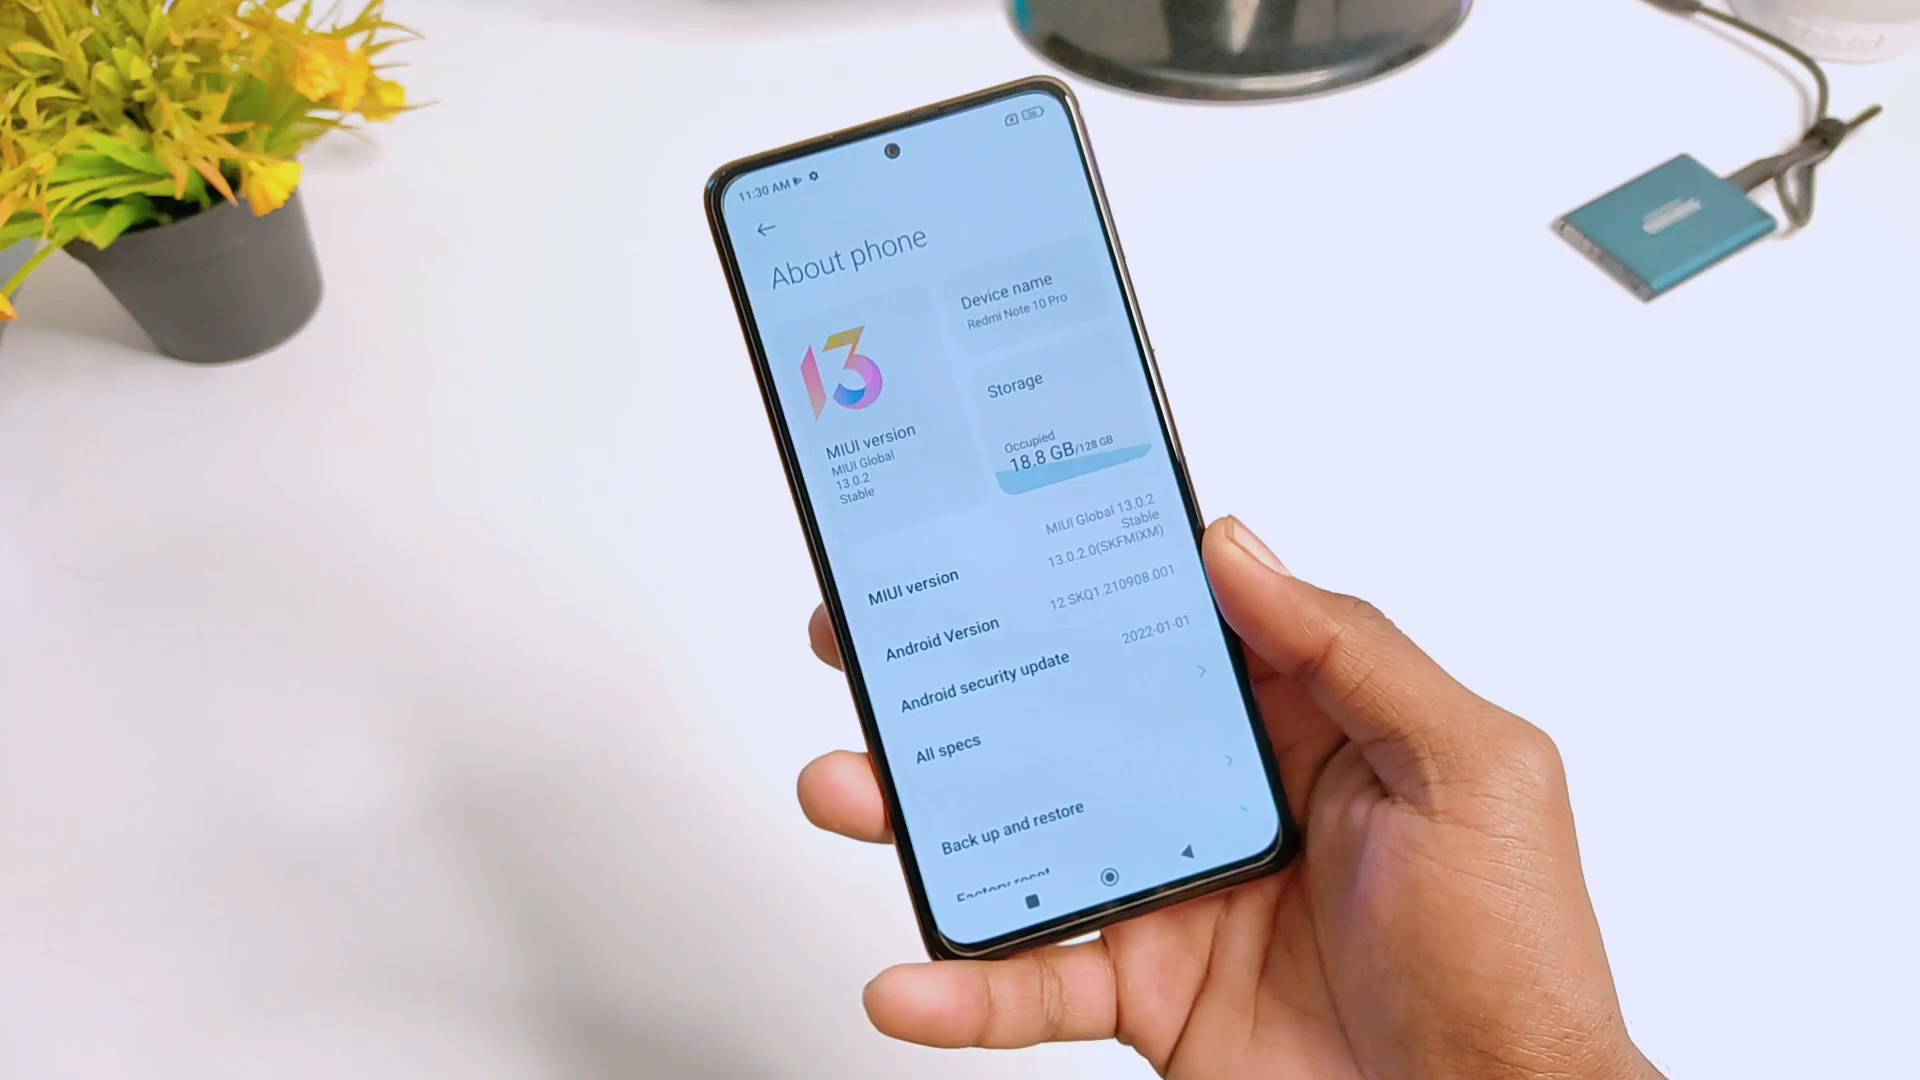 11:30 AM
About phone
13
MIUI version
MIUI Global
13.0.2
Stable
Device name
Redmi Note 10 Pro
Storage
Occupied
18.8 GB/128 GB
MIUI version
MIUI Global 13.0.2
Stable
13.0.2.0(SKFMIXM)
Android Version
12 SKQ1.210908.001
Android security update
2022-01-01
All specs
Back up and restore
Factory reset